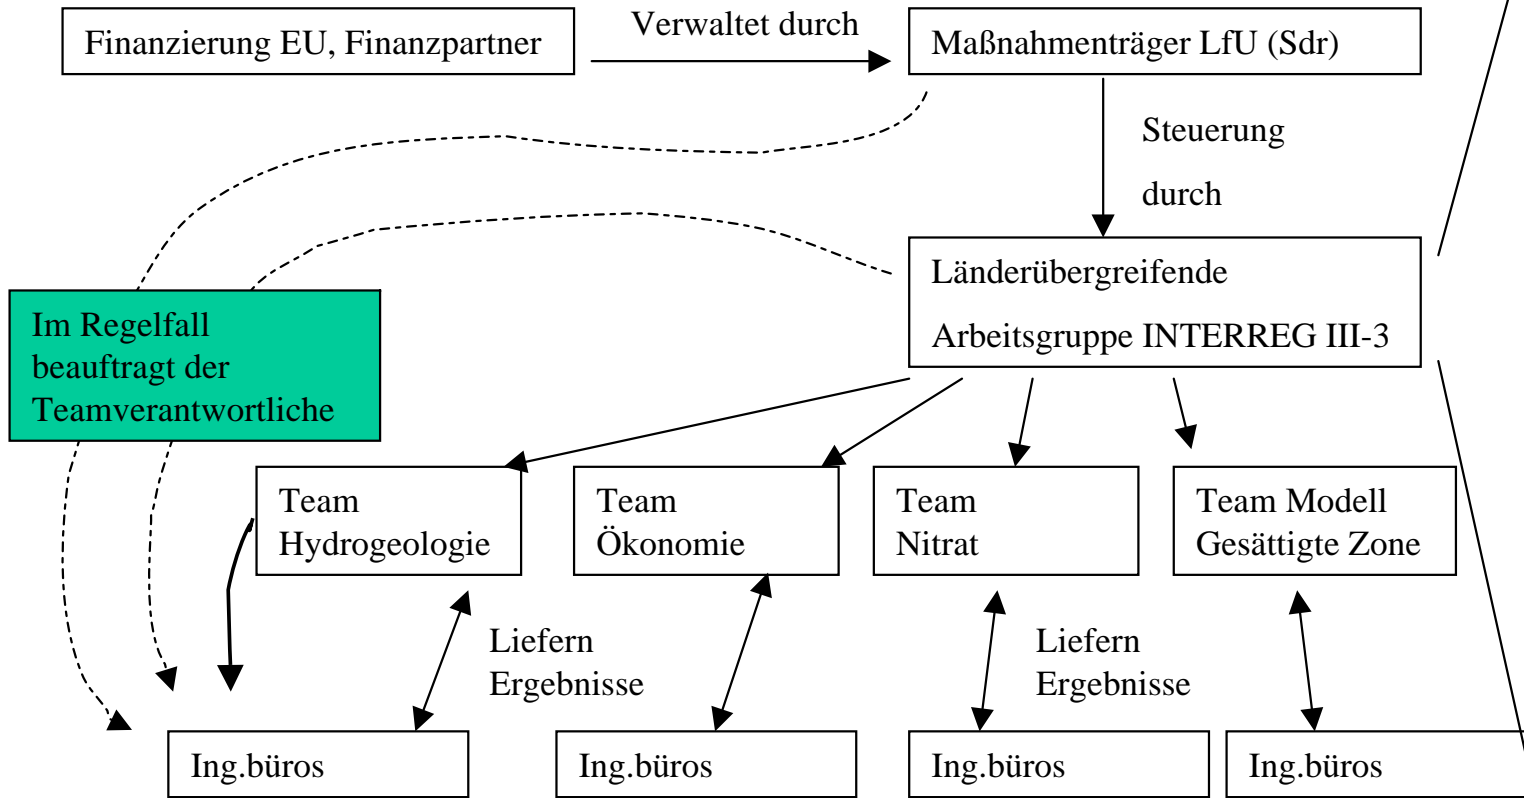 Finanzierung EU, Finanzpartner
Verwaltet durch
Maßnahmenträger LfU (Sdr)
Steuerung
durch
Länderübergreifende
Arbeitsgruppe INTERREG III-3
Im Regelfall
beauftragt der
Teamverantwortliche
Team
Hydrogeologie
Team
Ökonomie
Team
Nitrat
Team Modell
Gesättigte Zone
Liefern
Ergebnisse
Liefern
Ergebnisse
Ing.büros
Ing.büros
Ing.büros
Ing.büros